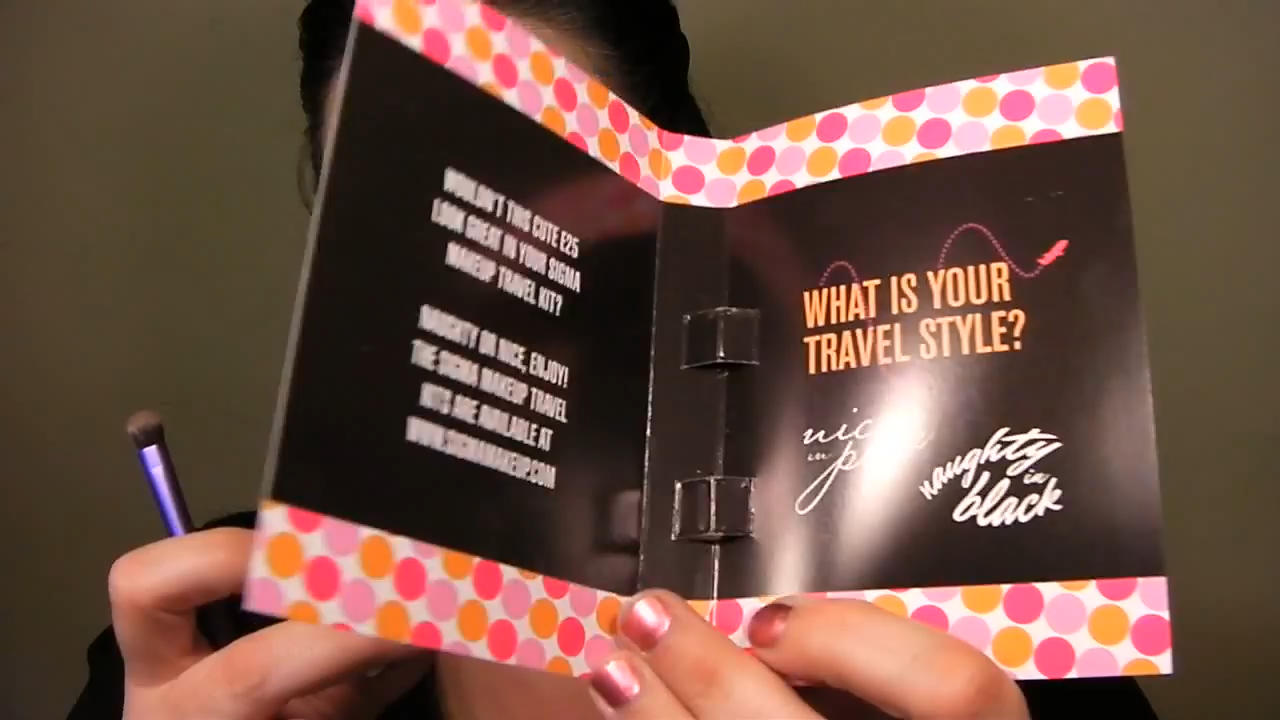 WOULDN'T THIS CUTE E25
LOOK GREAT IN YOUR SIGMA
MAKEUP TRAVEL KIT?
NAUGHTY OR NICE, ENJOY!
THE SIGMA MAKEUP TRAVEL
KITS ARE AVAILABLE AT
WWW.SIGMAMAKEUP.COM
WHAT IS YOUR
TRAVEL STYLE?
in
naughty
in
black